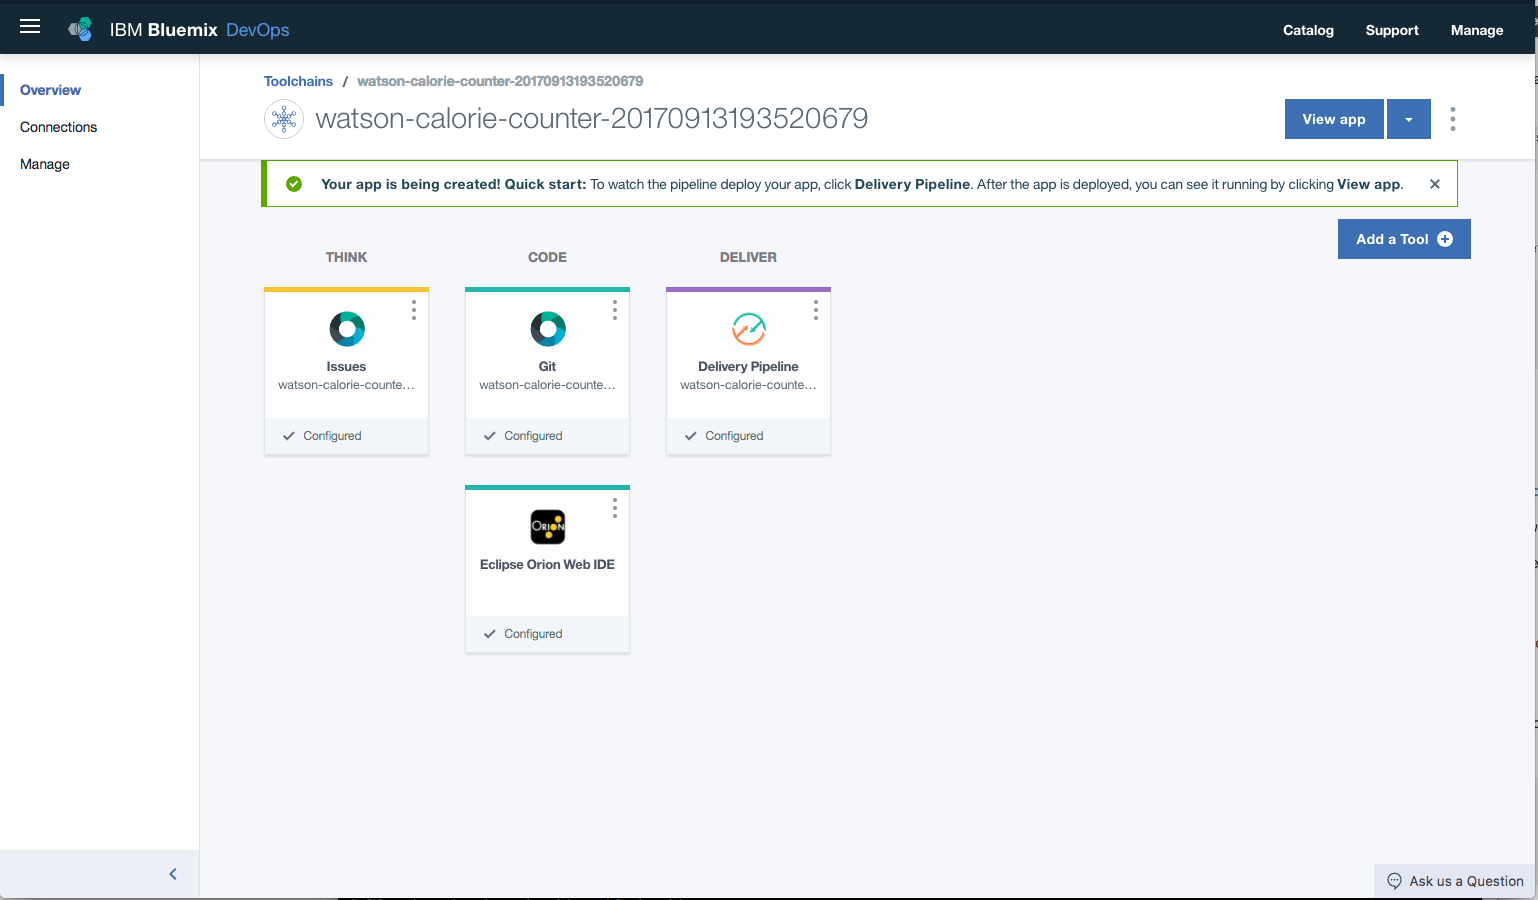 IBM Bluemix DevOps
Catalog Support Manage
Overview
Connections
Manage
Toolchains / watson-calorie-counter-20170913193520679
watson-calorie-counter-20170913193520679
View app
Your app is being created! Quick start: To watch the pipeline deploy your app, click Delivery Pipeline. After the app is deployed, you can see it running by clicking View app.
Add a Tool
THINK
CODE
DELIVER
Issues
watson-calorie-counte...
Configured
Git
watson-calorie-counte...
Configured
Delivery Pipeline
watson-calorie-counte...
Configured
ORION
Eclipse Orion Web IDE
Configured
Ask us a Question